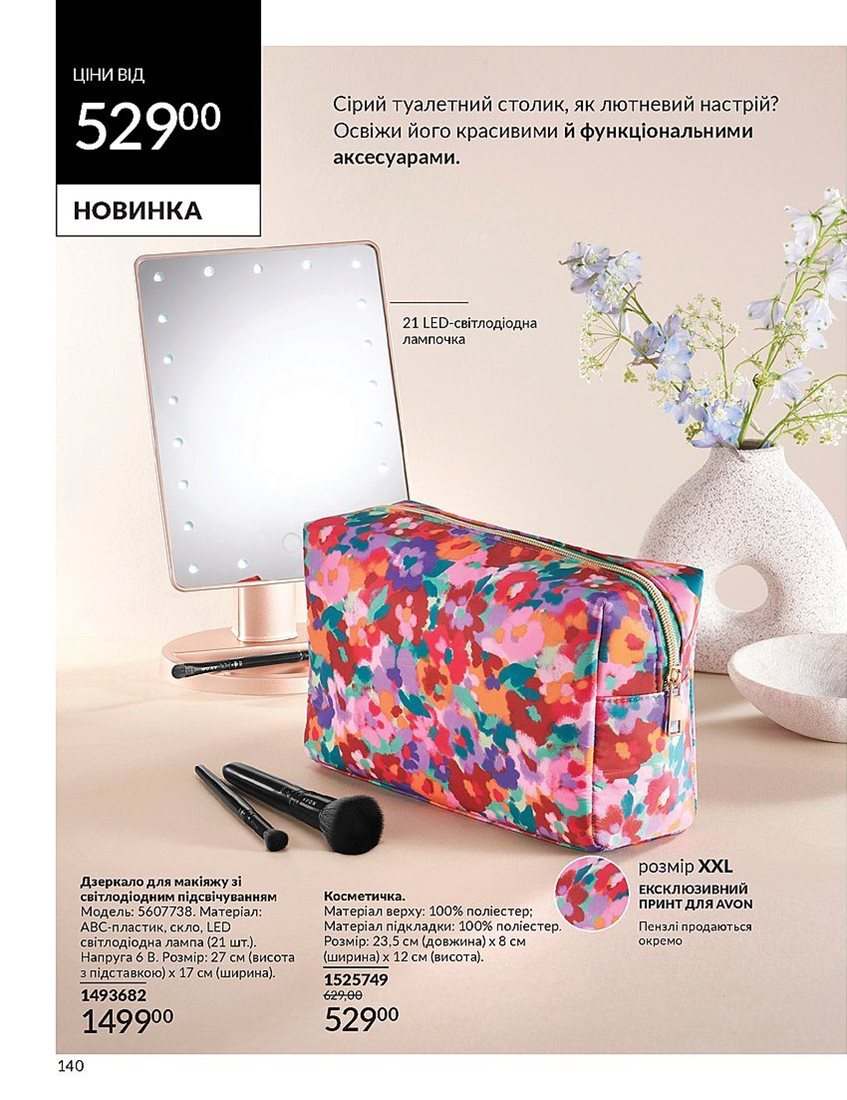 ЦІНИ ВІД
529⁰⁰
НОВИНКА
Сірий туалетний столик, як лютневий настрій?
Освіжи його красивими й функціональними
аксесуарами.
21 LED-світлодіодна
лампочка
Дзеркало для макіяжу зі
світлодіодним підсвічуванням
Модель: 5607738. Матеріал:
АВС-пластик, скло, LED
світлодіодна лампа (21 шт.).
Напруга 6 В. Розмір: 27 см (висота
з підставкою) х 17 см (ширина).
1493682
1499⁰⁰
Косметичка.
Матеріал верху: 100% поліестер;
Матеріал підкладки: 100% поліестер.
Розмір: 23,5 см (довжина) х 8 см
(ширина) х 12 см (висота).
1525749
629,00
529⁰⁰
розмір XXL
ЕКСКЛЮЗИВНИЙ
ПРИНТ ДЛЯ AVON
Пензлі продаються
окремо
140